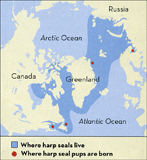 Russia
Arctic Ocean
Canada
Greenland
Atlantic Ocean
Where harp seals live
Where harp seal pups are born